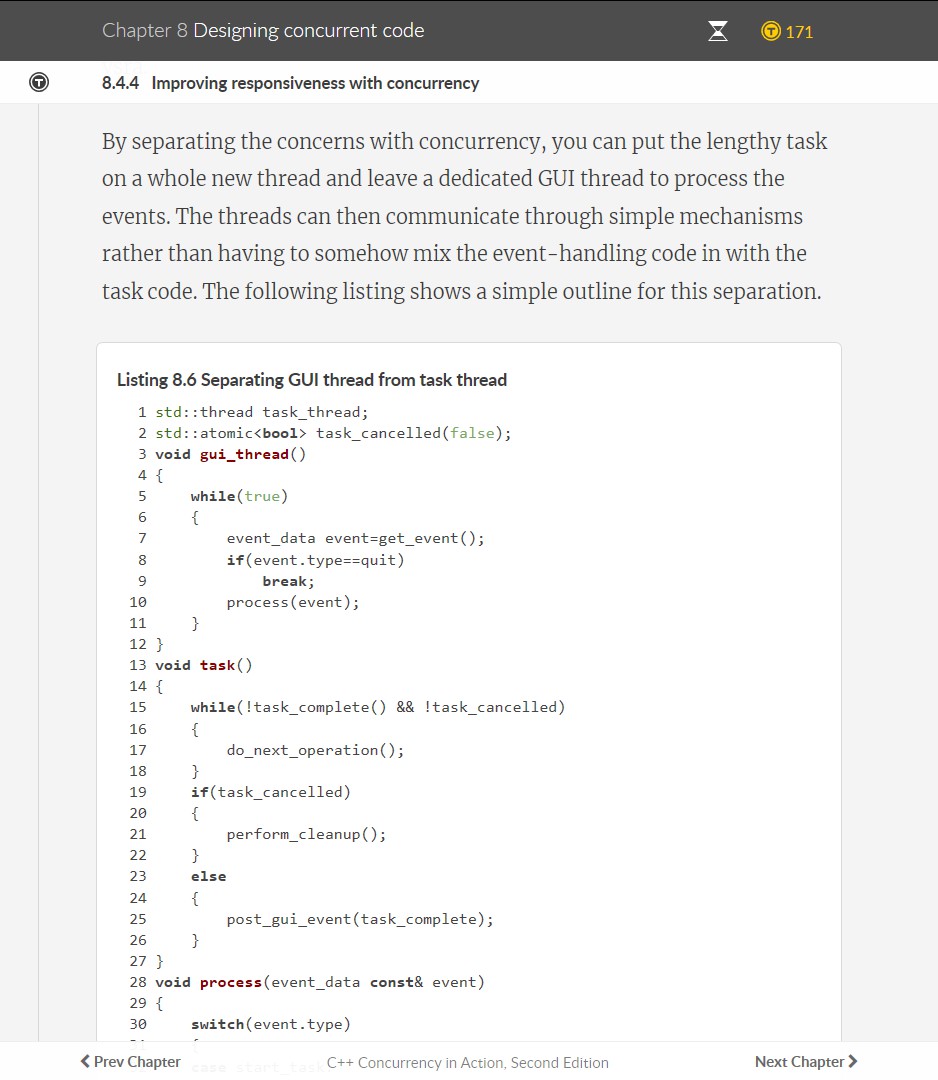 Chapter 8 Designing concurrent code
171
8.4.4 Improving responsiveness with concurrency
By separating the concerns with concurrency, you can put the lengthy task
on a whole new thread and leave a dedicated GUI thread to process the
events. The threads can then communicate through simple mechanisms
rather than having to somehow mix the event-handling code in with the
task code. The following listing shows a simple outline for this separation.
Listing 8.6 Separating GUI thread from task thread
1 std::thread task_thread;
2 std::atomic<bool> task_cancelled(false);
3 void gui_thread()
4 {
5     while(true)
6     {
7         event_data event=get_event();
8         if(event.type==quit)
9             break;
10         process(event);
11     }
12 }
13 void task()
14 {
15     while(!task_complete() && !task_cancelled)
16     {
17         do_next_operation();
18     }
19     if(task_cancelled)
20     {
21         perform_cleanup();
22     }
23     else
24     {
25         post_gui_event(task_complete);
26     }
27 }
28 void process(event_data const& event)
29 {
30     switch(event.type)
Prev Chapter
C++ Concurrency in Action, Second Edition
Next Chapter